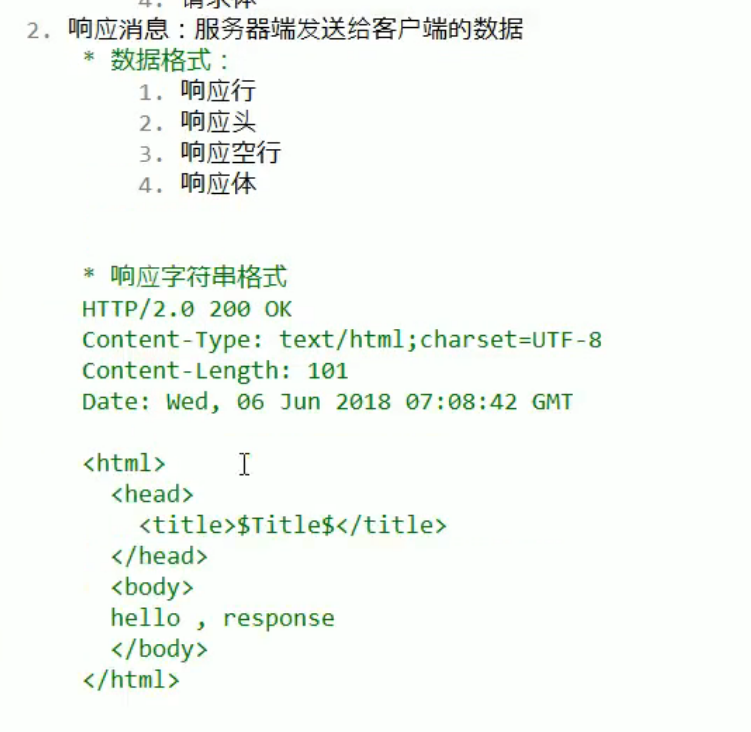 4. 请求体
2. 响应消息：服务器端发送给客户端的数据
* 数据格式：
1. 响应行
2. 响应头
3. 响应空行
4. 响应体
* 响应字符串格式
HTTP/2.0 200 OK
Content-Type: text/html;charset=UTF-8
Content-Length: 101
Date: Wed, 06 Jun 2018 07:08:42 GMT
<html>
<head>
<title>$Title$</title>
</head>
<body>
hello , response
</body>
</html>